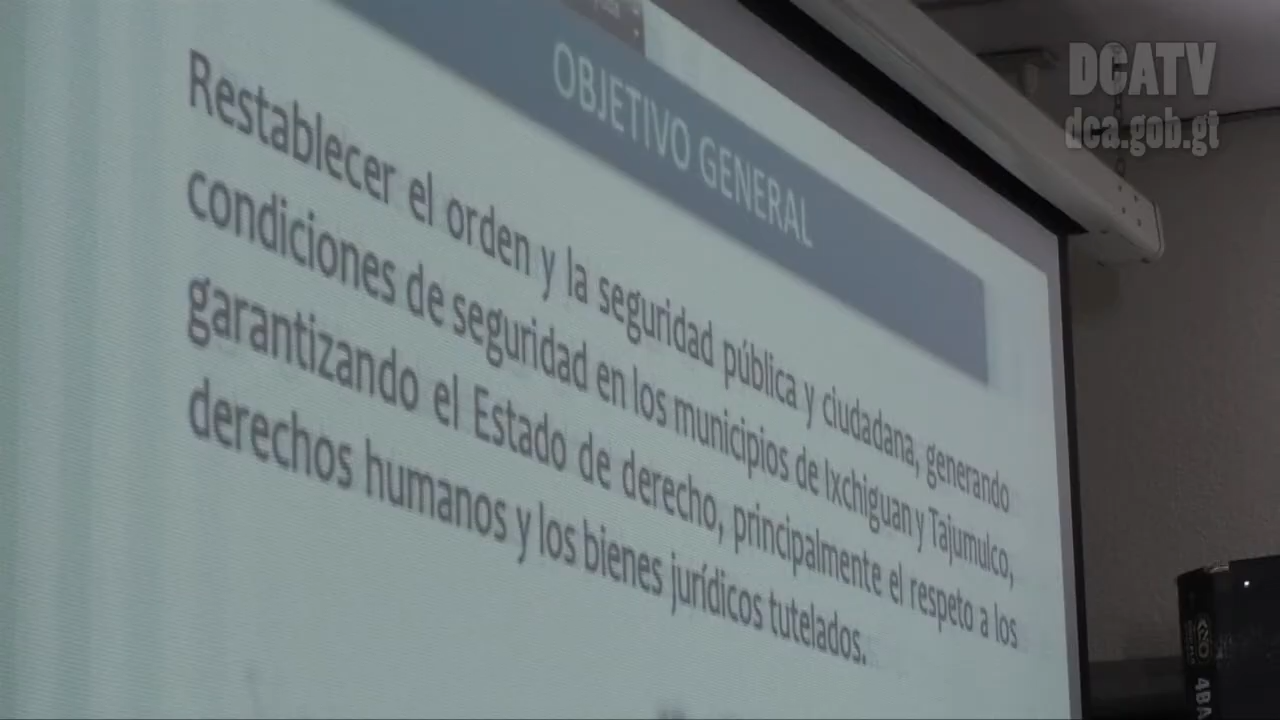 DCATV
dca.gob.gt
OBJETIVO GENERAL
Restablecer el orden y la seguridad pública y ciudadana, generando
condiciones de seguridad en los municipios de Ixchiguan y Tajumulco,
garantizando el Estado de derecho, principalmente el respeto a los
derechos humanos y los bienes jurídicos tutelados.